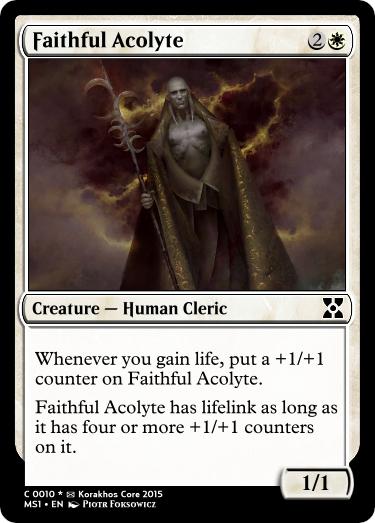 Faithful Acolyte 2
Creature — Human Cleric
Whenever you gain life, put a +1/+1
counter on Faithful Acolyte.
Faithful Acolyte has lifelink as long as
it has four or more +1/+1 counters
on it.
1/1
C 0010 * Korakhos Core 2015
MS1 • EN Piotr Foksowicz